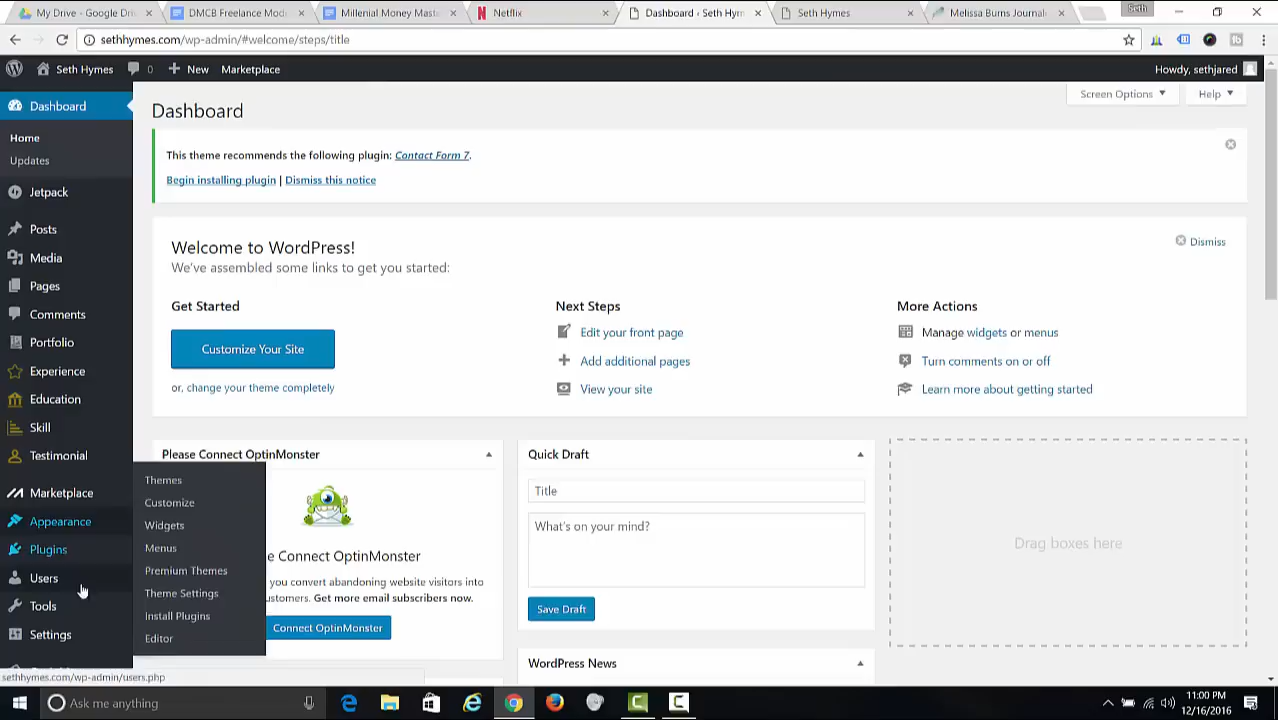 My Drive - Google Dri
DMCB Freelance Model
Millenial Money Maste
Netflix
Dashboard ‹ Seth Hym
Seth Hymes
Melissa Burns Journal
Seth
sethhymes.com/wp-admin/#welcome/steps/title
Seth Hymes
0
New
Marketplace
Howdy, sethjared
Dashboard
Home
Updates
Jetpack
Posts
Media
Pages
Comments
Portfolio
Experience
Education
Skill
Testimonial
Marketplace
Appearance
Plugins
Users
Tools
Settings
Themes
Customize
Widgets
Menus
Premium Themes
Theme Settings
Install Plugins
Editor
Dashboard
Screen Options
Help
This theme recommends the following plugin: Contact Form 7.
Begin installing plugin | Dismiss this notice
Welcome to WordPress!
We've assembled some links to get you started:
Dismiss
Get Started
Customize Your Site
or, change your theme completely
Next Steps
Edit your front page
Add additional pages
View your site
More Actions
Manage widgets or menus
Turn comments on or off
Learn more about getting started
Please Connect OptinMonster
e Connect OptinMonster
you convert abandoning website visitors into
ustomers. Get more email subscribers now.
Connect OptinMonster
Quick Draft
Title
What's on your mind?
Save Draft
WordPress News
Drag boxes here
sethhymes.com/wp-admin/users.php
Ask me anything
11:00 PM
12/16/2016